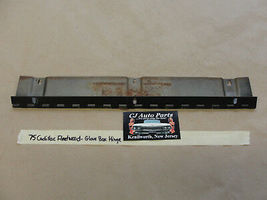 CJ Auto Parts
Kenilworth, New Jersey
'75 Cadillac Fleetwood - Glove Box Hinge